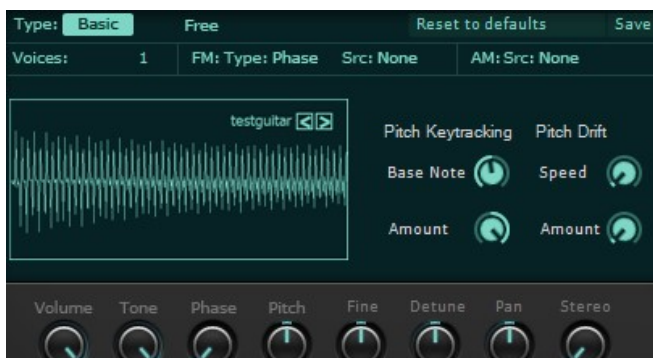 Type: Basic Free Reset to defaults Save
Voices: 1 FM: Type: Phase Src: None AM: Src: None
testguitar < >
Pitch Keytracking Pitch Drift
Base Note Speed
Amount Amount
Volume Tone Phase Pitch Fine Detune Pan Stereo